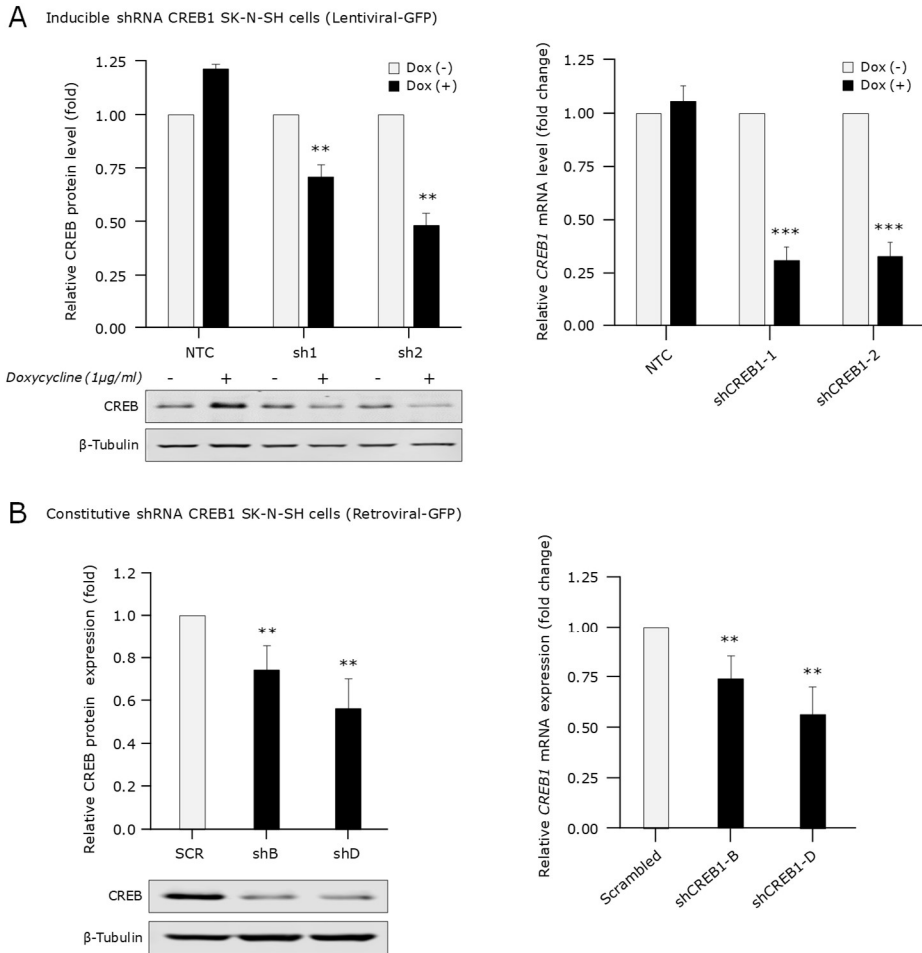 A Inducible shRNA CREB1 SK-N-SH cells (Lentiviral-GFP)
Relative CREB protein level (fold)
1.25
1.00
0.75
0.50
0.25
0.00
Dox (-)
Dox (+)
**
**
NTC sh1 sh2
Doxycycline (1µg/ml) - + - + - +
CREB
β-Tubulin
Relative CREB1 mRNA level (fold change)
1.25
1.00
0.75
0.50
0.25
0.00
Dox (-)
Dox (+)
***
***
NTC
shCREB1-1
shCREB1-2
B Constitutive shRNA CREB1 SK-N-SH cells (Retroviral-GFP)
Relative CREB protein expression (fold)
1.2
1.0
0.8
0.6
0.4
0.2
0.0
**
**
SCR shB shD
CREB
β-Tubulin
Relative CREB1 mRNA expression (fold change)
1.25
1.00
0.75
0.50
0.25
0.00
**
**
Scrambled
shCREB1-B
shCREB1-D